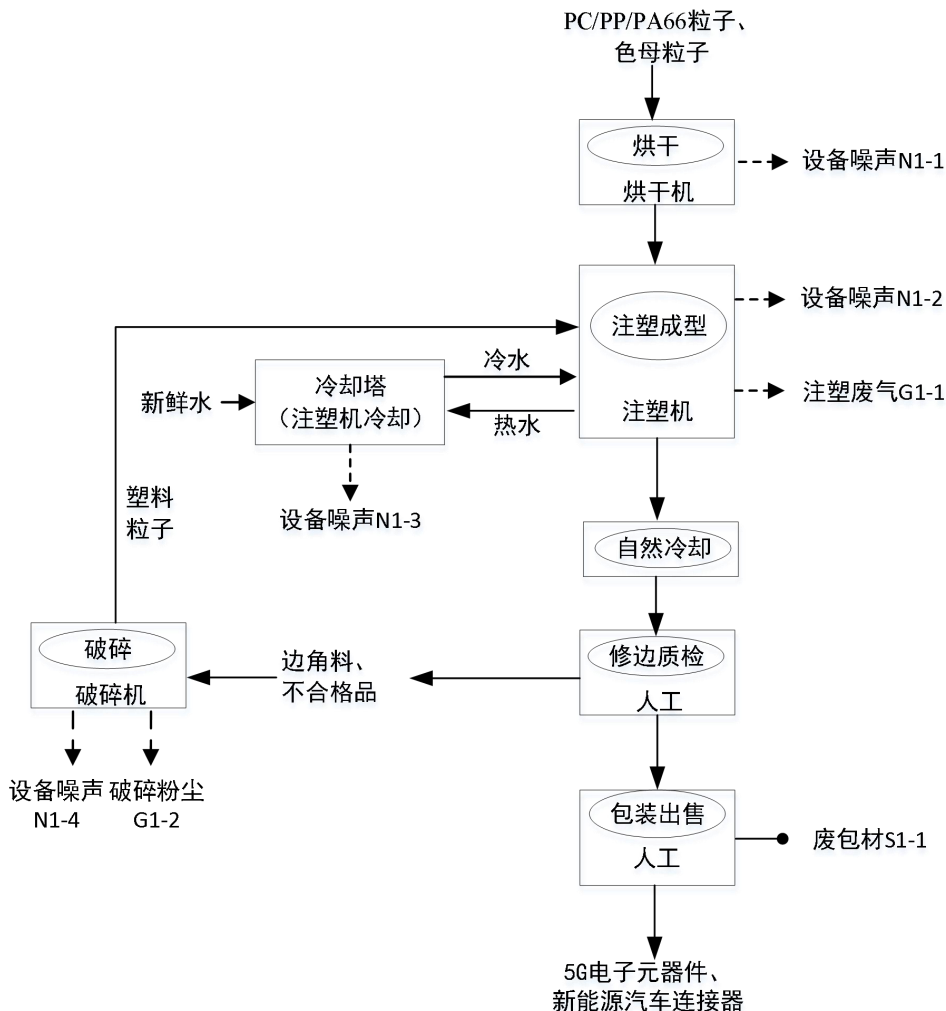 PC/PP/PA66粒子、
色母粒子
烘干
烘干机
设备噪声N1-1
注塑成型
注塑机
设备噪声N1-2
注塑废气G1-1
冷水
热水
新鲜水
冷却塔
（注塑机冷却）
设备噪声N1-3
塑料
粒子
自然冷却
修边质检
人工
边角料、
不合格品
破碎
破碎机
设备噪声
N1-4
破碎粉尘
G1-2
包装出售
人工
废包材S1-1
5G电子元器件、
新能源汽车连接器